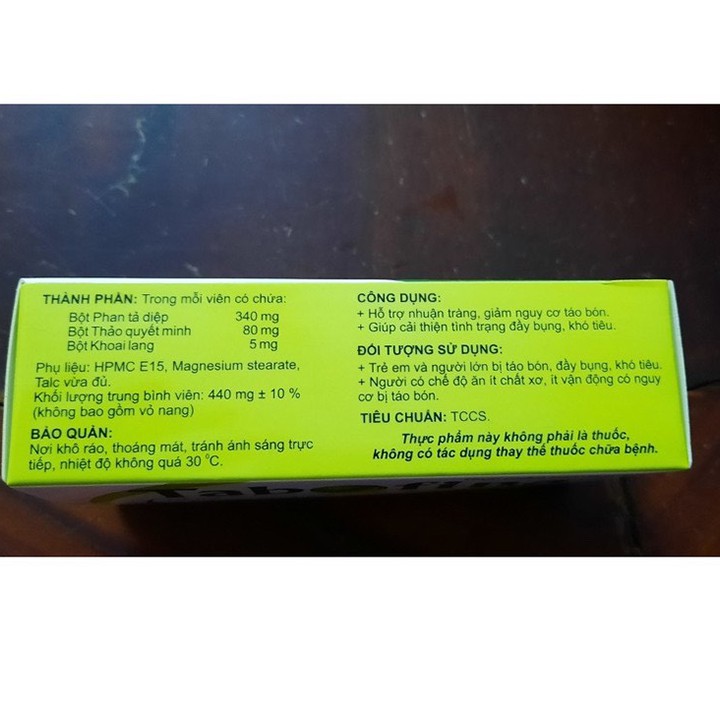 THÀNH PHẦN: Trong mỗi viên có chứa:
Bột Phan tả diệp 340 mg
Bột Thảo quyết minh 80 mg
Bột Khoai lang 5 mg
Phụ liệu: HPMC E15, Magnesium stearate,
Talc vừa đủ.
Khối lượng trung bình viên: 440 mg ± 10 %
(không bao gồm vỏ nang)
BẢO QUẢN:
Nơi khô ráo, thoáng mát, tránh ánh sáng trực
tiếp, nhiệt độ không quá 30 °C.
CÔNG DỤNG:
+ Hỗ trợ nhuận tràng, giảm nguy cơ táo bón.
+ Giúp cải thiện tình trạng đầy bụng, khó tiêu.
ĐỐI TƯỢNG SỬ DỤNG:
+ Trẻ em và người lớn bị táo bón, đầy bụng, khó tiêu.
+ Người có chế độ ăn ít chất xơ, ít vận động có nguy
cơ bị táo bón.
TIÊU CHUẨN: TCCS.
Thực phẩm này không phải là thuốc,
không có tác dụng thay thế thuốc chữa bệnh.